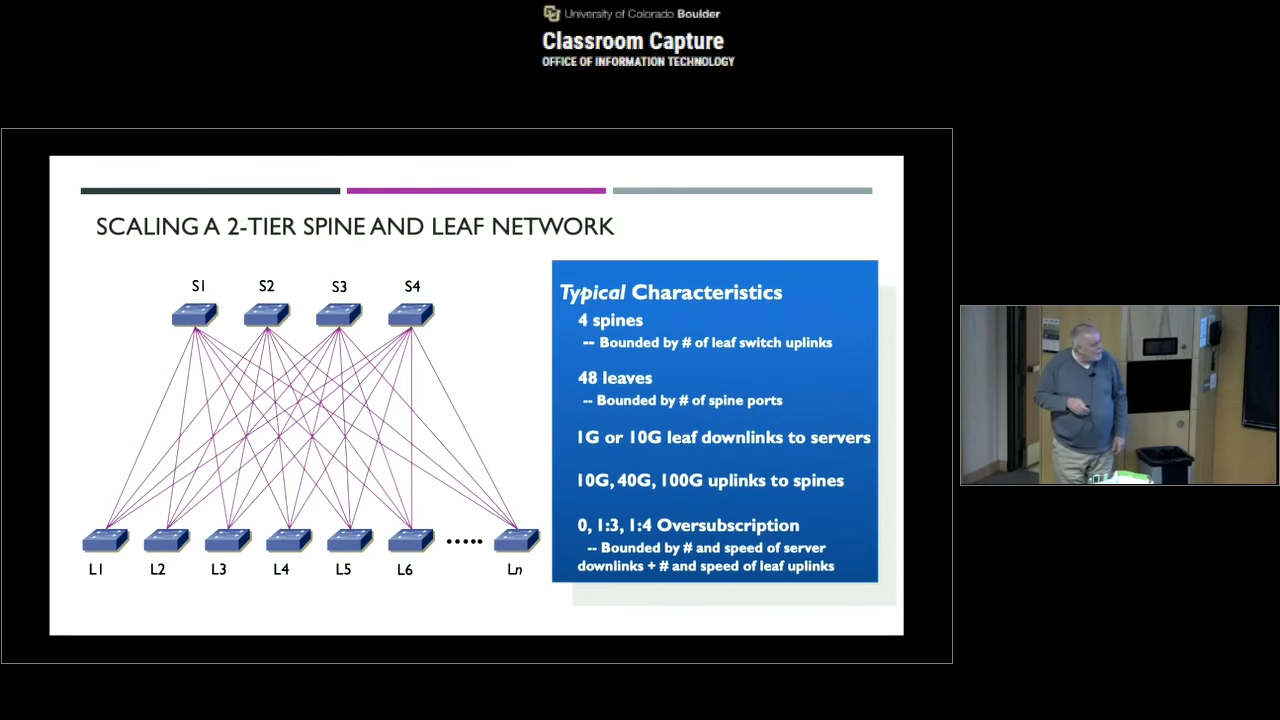 University of Colorado Boulder
Classroom Capture
OFFICE OF INFORMATION TECHNOLOGY
SCALING A 2-TIER SPINE AND LEAF NETWORK
S1 S2 S3 S4
L1 L2 L3 L4 L5 L6 ..... Ln
Typical Characteristics
4 spines
-- Bounded by # of leaf switch uplinks
48 leaves
-- Bounded by # of spine ports
1G or 10G leaf downlinks to servers
10G, 40G, 100G uplinks to spines
0, 1:3, 1:4 Oversubscription
-- Bounded by # and speed of server
downlinks + # and speed of leaf uplinks